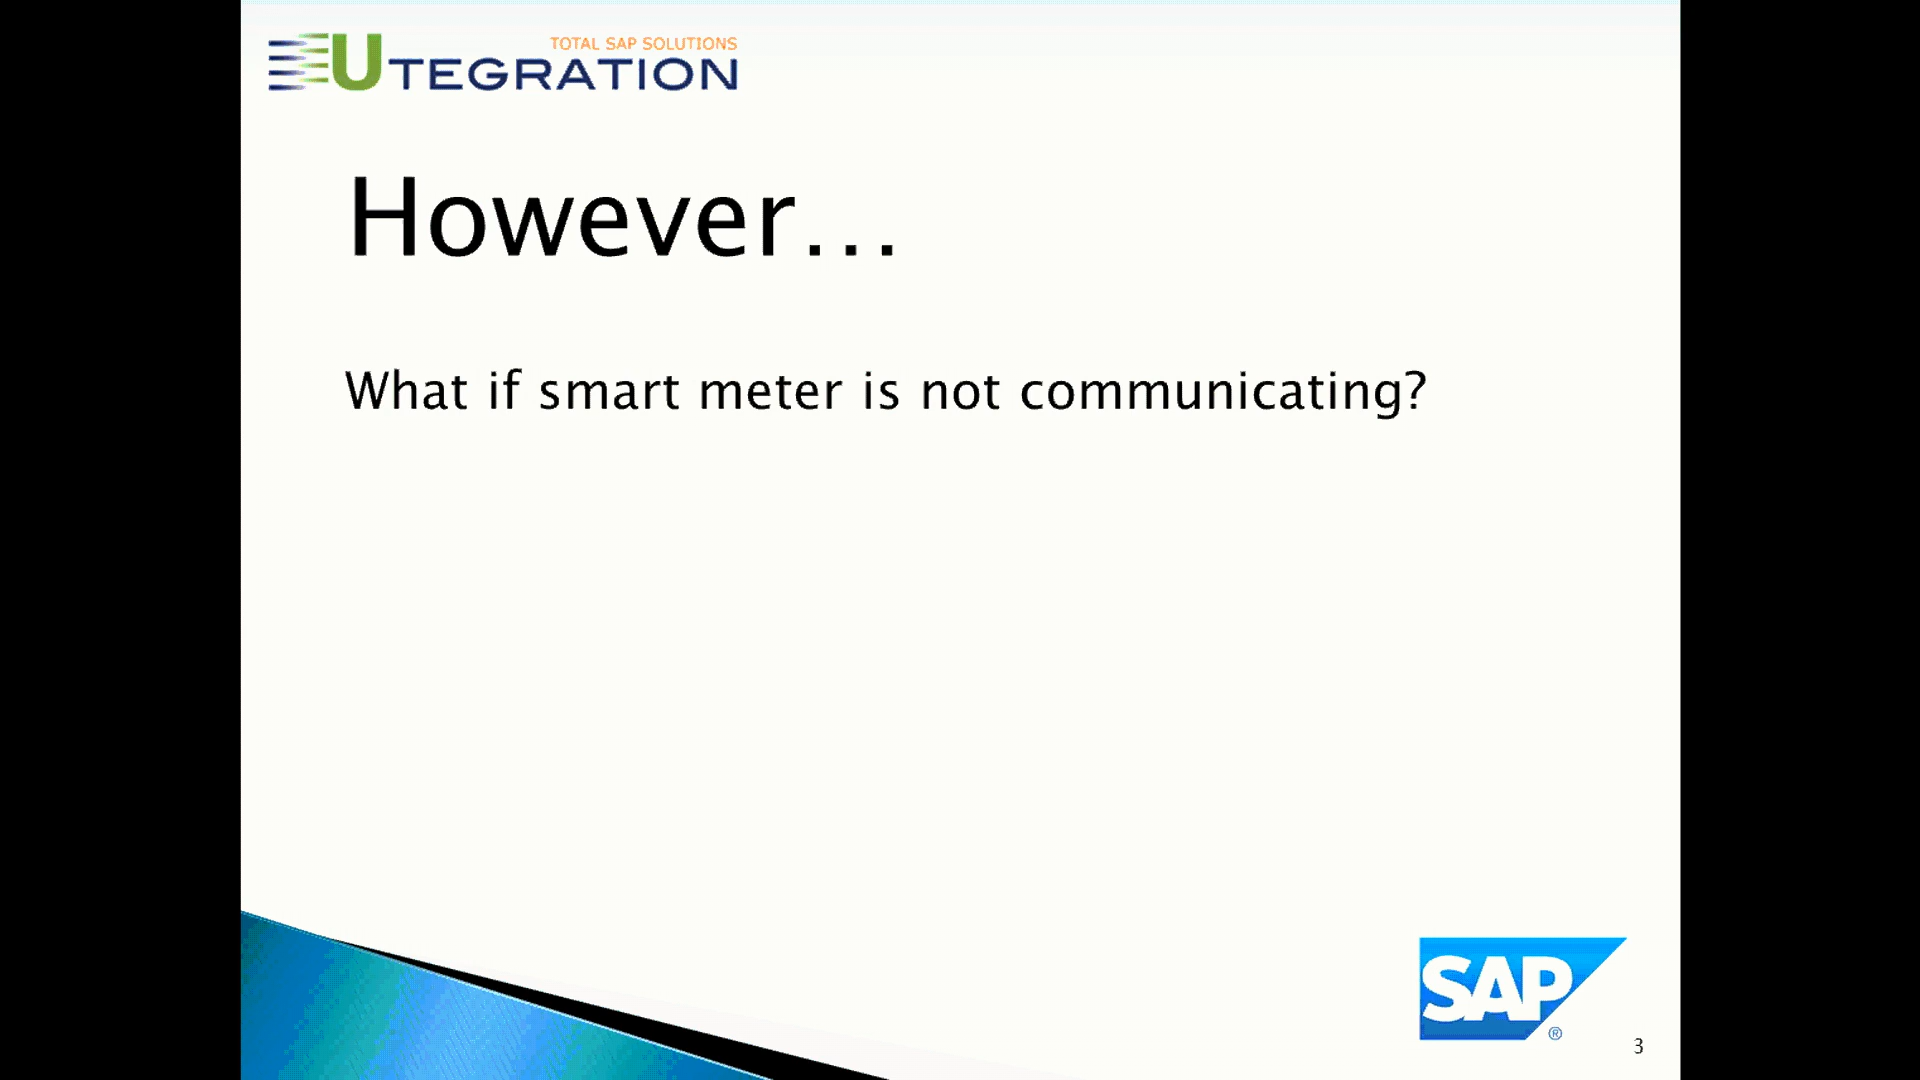 TOTAL SAP SOLUTIONS
UTEGRATION
However...
What if smart meter is not communicating?
SAP
®
3